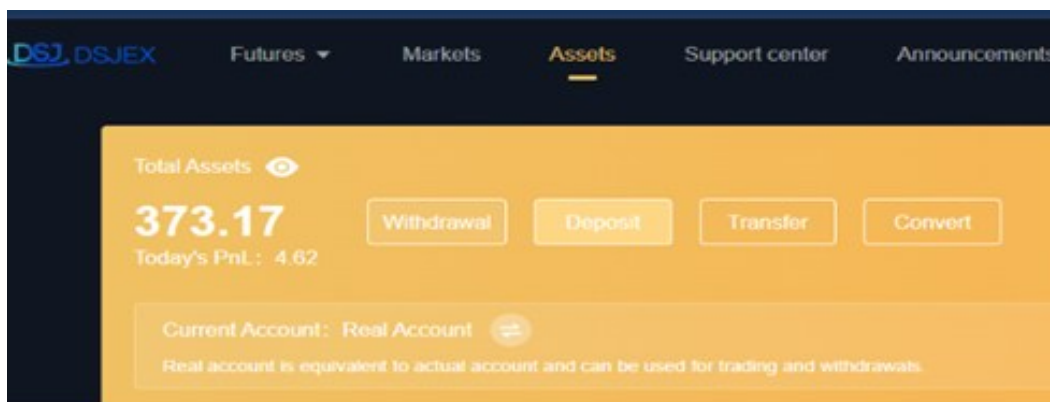 DSJ DSJEX Futures Markets Assets Support center Announcements
Total Assets
373.17 Withdrawal Deposit Transfer Convert
Today's PnL: 4.62
Current Account: Real Account
Real account is equivalent to actual account and can be used for trading and withdrawals.